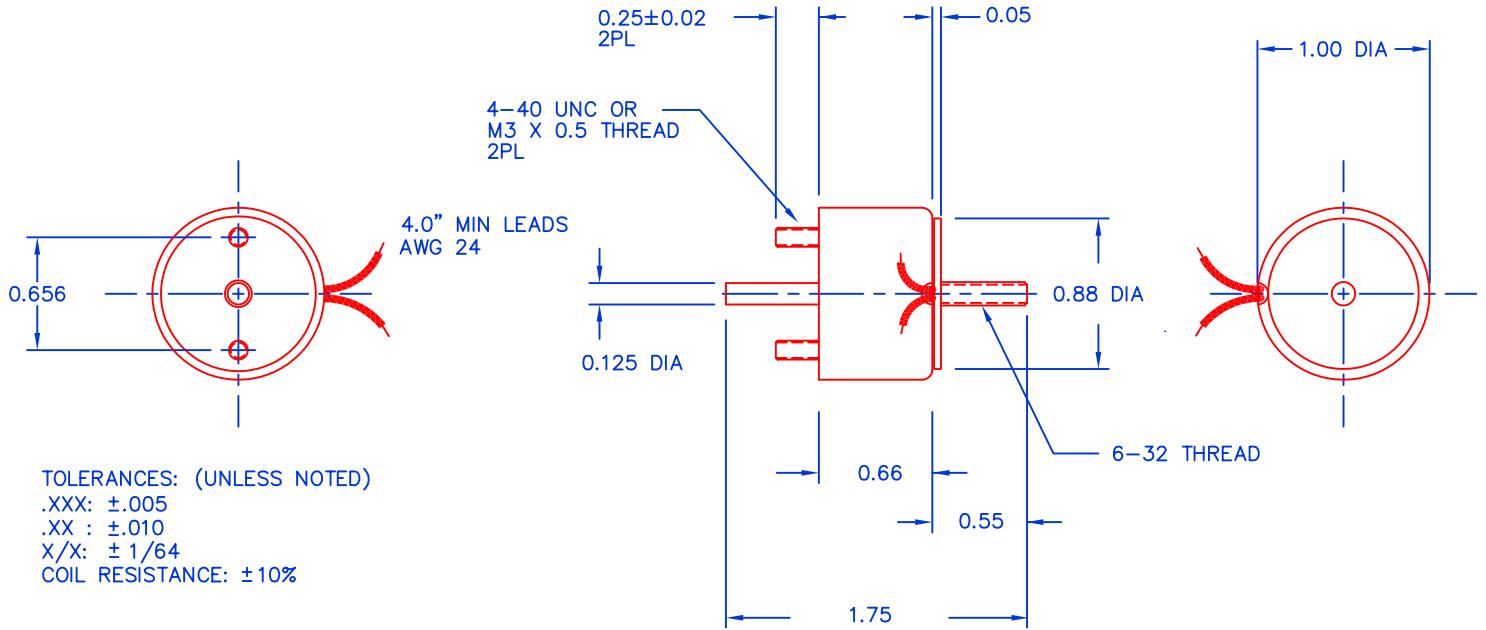 0.25±0.02
2PL
0.05
1.00 DIA
4-40 UNC OR
M3 X 0.5 THREAD
2PL
4.0" MIN LEADS
AWG 24
0.656
0.88 DIA
0.125 DIA
6-32 THREAD
0.66
0.55
1.75
TOLERANCES: (UNLESS NOTED)
.XXX: ±.005
.XX : ±.010
X/X: ± 1/64
COIL RESISTANCE: ±10%